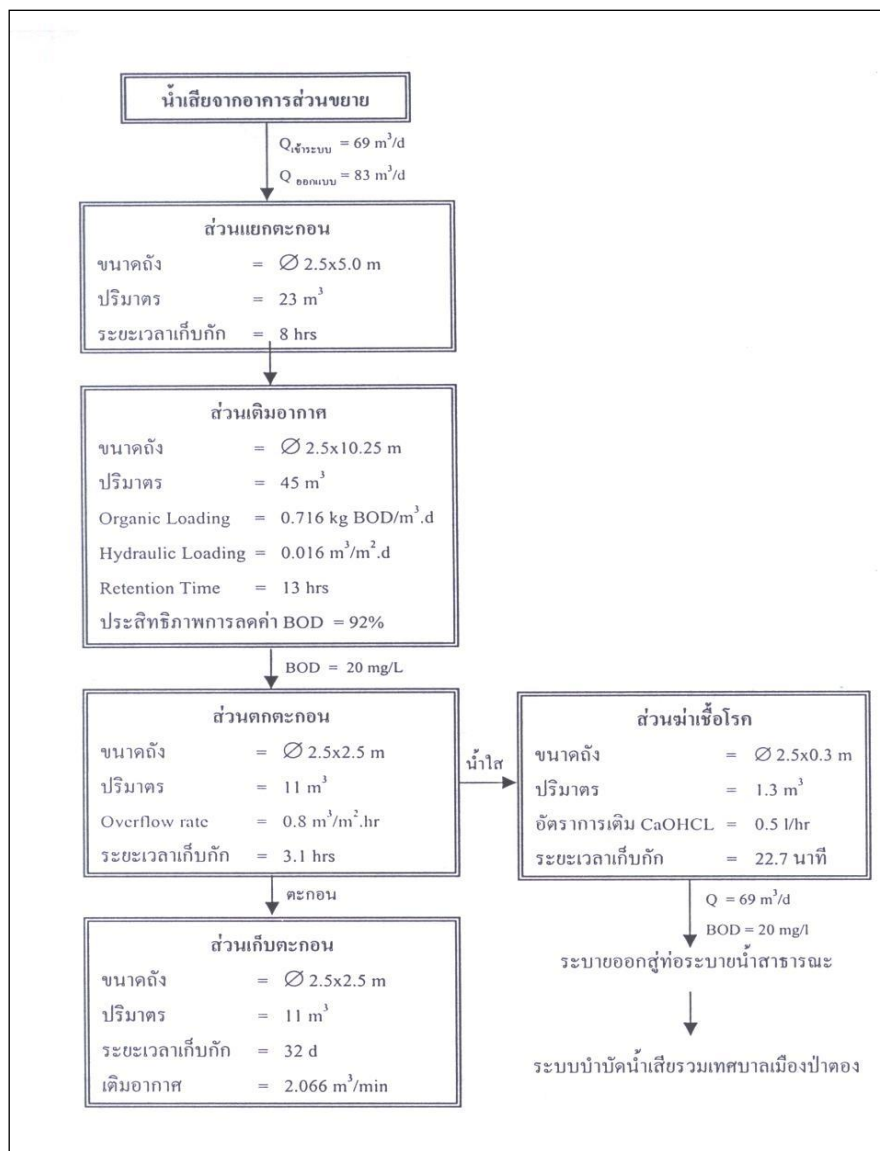 น้ำเสียจากอาคารส่วนขยาย
Qเข้าระบบ = 69 m³/d
Q ออกแบบ = 83 m³/d
ส่วนแยกตะกอน
ขนาดถัง = Ø 2.5x5.0 m
ปริมาตร = 23 m³
ระยะเวลาเก็บกัก = 8 hrs
ส่วนเติมอากาศ
ขนาดถัง = Ø 2.5x10.25 m
ปริมาตร = 45 m³
Organic Loading = 0.716 kg BOD/m³.d
Hydraulic Loading = 0.016 m³/m².d
Retention Time = 13 hrs
ประสิทธิภาพการลดค่า BOD = 92%
BOD = 20 mg/L
ส่วนตกตะกอน
ขนาดถัง = Ø 2.5x2.5 m
ปริมาตร = 11 m³
Overflow rate = 0.8 m³/m².hr
ระยะเวลาเก็บกัก = 3.1 hrs
น้ำใส
ส่วนฆ่าเชื้อโรค
ขนาดถัง = Ø 2.5x0.3 m
ปริมาตร = 1.3 m³
อัตราการเติม CaOHCL = 0.5 l/hr
ระยะเวลาเก็บกัก = 22.7 นาที
ตะกอน
ส่วนเก็บตะกอน
ขนาดถัง = Ø 2.5x2.5 m
ปริมาตร = 11 m³
ระยะเวลาเก็บกัก = 32 d
เติมอากาศ = 2.066 m³/min
Q = 69 m³/d
BOD = 20 mg/l
ระบายออกสู่ท่อระบายน้ำสาธารณะ
ระบบบำบัดน้ำเสียรวมเทศบาลเมืองป่าตอง